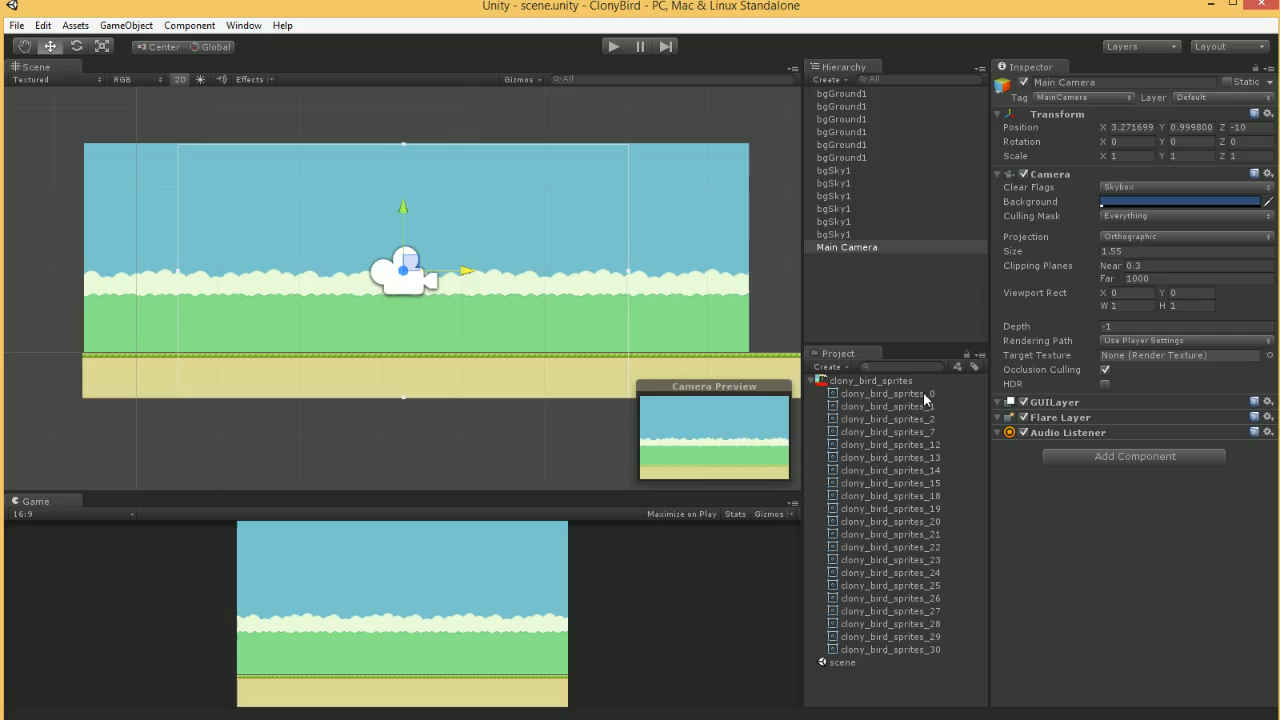 Unity - scene.unity - ClonyBird - PC, Mac & Linux Standalone
File Edit Assets GameObject Component Window Help
Center Global Layers Layout
Scene
Textured RGB 2D Effects Gizmos All
Hierarchy
Create All
bgGround1
bgGround1
bgGround1
bgGround1
bgGround1
bgGround1
bgSky1
bgSky1
bgSky1
bgSky1
bgSky1
bgSky1
Main Camera
Inspector
Main Camera Static
Tag MainCamera Layer Default
Transform
Position X 3.271699 Y 0.999800 Z -10
Rotation X 0 Y 0 Z 0
Scale X 1 Y 1 Z 1
Camera
Clear Flags Skybox
Background
Culling Mask Everything
Projection Orthographic
Size 1.55
Clipping Planes Near 0.3
Far 1000
Viewport Rect X 0 Y 0
W 1 H 1
Depth -1
Rendering Path Use Player Settings
Target Texture None (Render Texture)
Occlusion Culling
HDR
GUILayer
Flare Layer
Audio Listener
Add Component
Camera Preview
Project
Create
clony_bird_sprites
clony_bird_sprites_0
clony_bird_sprites_1
clony_bird_sprites_2
clony_bird_sprites_7
clony_bird_sprites_12
clony_bird_sprites_13
clony_bird_sprites_14
clony_bird_sprites_15
clony_bird_sprites_18
clony_bird_sprites_19
clony_bird_sprites_20
clony_bird_sprites_21
clony_bird_sprites_22
clony_bird_sprites_23
clony_bird_sprites_24
clony_bird_sprites_25
clony_bird_sprites_26
clony_bird_sprites_27
clony_bird_sprites_28
clony_bird_sprites_29
clony_bird_sprites_30
scene
Game
16:9 Maximize on Play Stats Gizmos